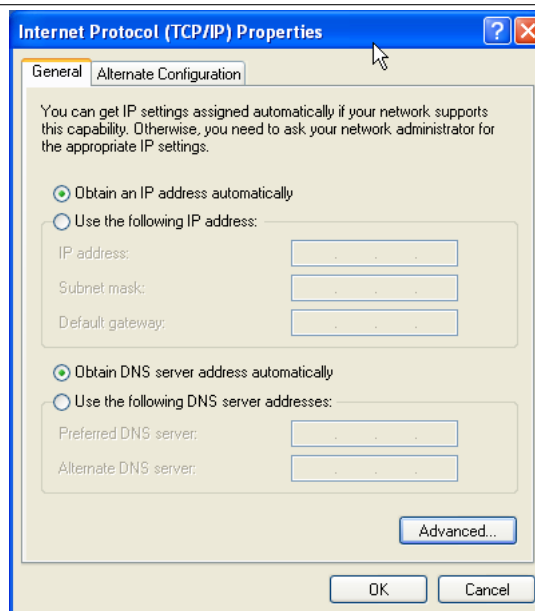 Internet Protocol (TCP/IP) Properties
General Alternate Configuration
You can get IP settings assigned automatically if your network supports
this capability. Otherwise, you need to ask your network administrator for
the appropriate IP settings.
Obtain an IP address automatically
Use the following IP address:
IP address:
Subnet mask:
Default gateway:
Obtain DNS server address automatically
Use the following DNS server addresses:
Preferred DNS server:
Alternate DNS server:
Advanced...
OK Cancel